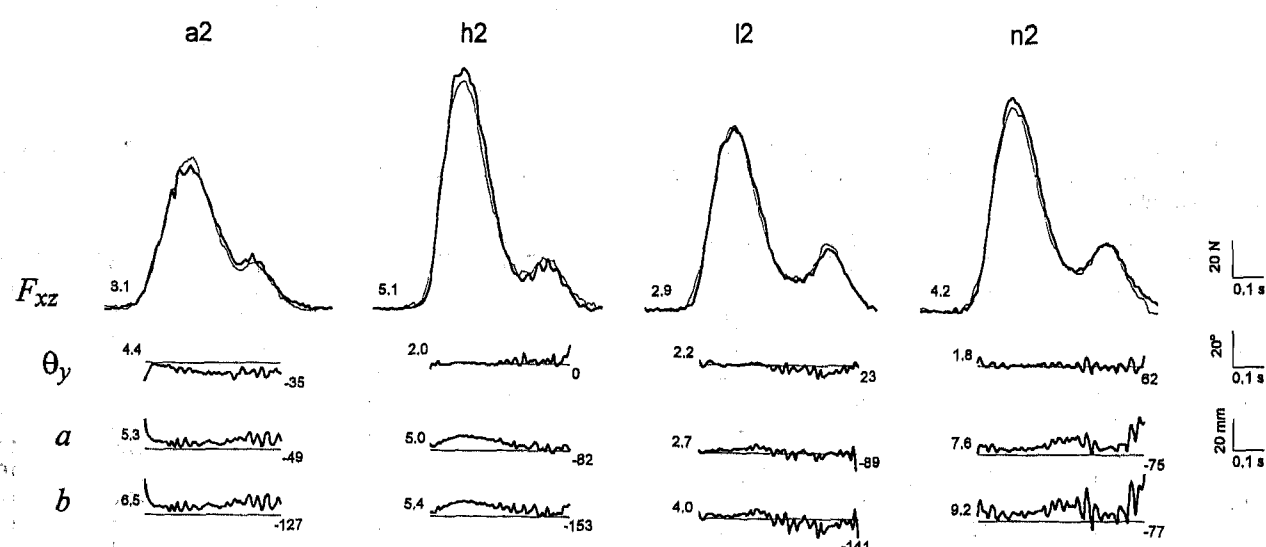 a2 h2 l2 n2
F_xz 3.1 5.1 2.9 4.2 20 N 0.1 s
θ_y 4.4 -35 2.0 0 2.2 23 1.8 62 20° 0.1 s
a 5.3 -49 5.0 -82 2.7 -89 7.6 -75 20 mm 0.1 s
b 6.5 -127 5.4 -153 4.0 -141 9.2 -77